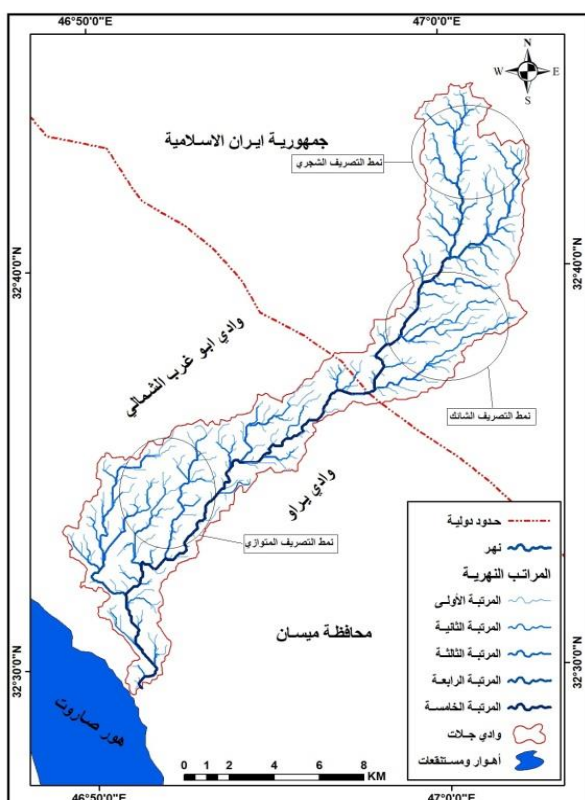 46°50'0"E
47°0'0"E
N
W
E
S
جمهورية ايران الاسلامية
نمط التصريف الشجري
32°40'0"N
32°40'0"N
وادي ابو غرب الشمالي
نمط التصريف الشائك
وادي براو
نمط التصريف المتوازي
حدود دولية
نهر
المراتب النهرية
المرتبة الأولى
المرتبة الثانية
المرتبة الثالثة
المرتبة الرابعة
المرتبة الخامسة
وادي جلات
أهوار ومستنقعات
محافظة ميسان
32°30'0"N
32°30'0"N
هور صاروت
0 1 2 4 6 8
KM
46°50'0"E
47°0'0"E